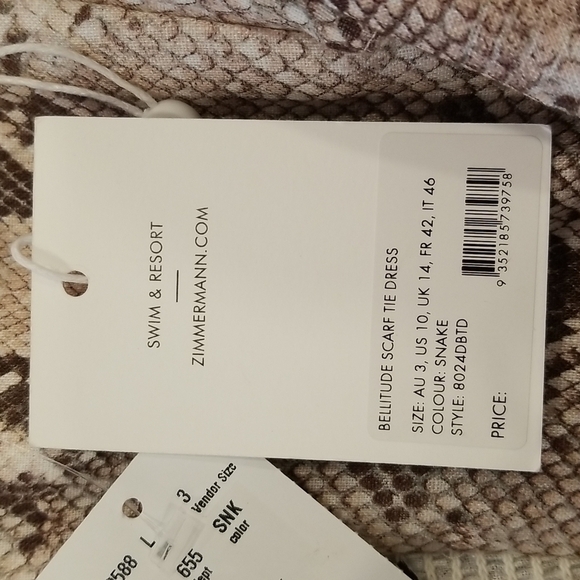 SWIM & RESORT
ZIMMERMANN.COM
BELLITUDE SCARF TIE DRESS
SIZE: AU 3, US 10, UK 14, FR 42, IT 46
COLOUR: SNAKE
STYLE: 8024DBTD
PRICE:
9 352185 739758
L
3
Vendor Size
588
655
SNK
color